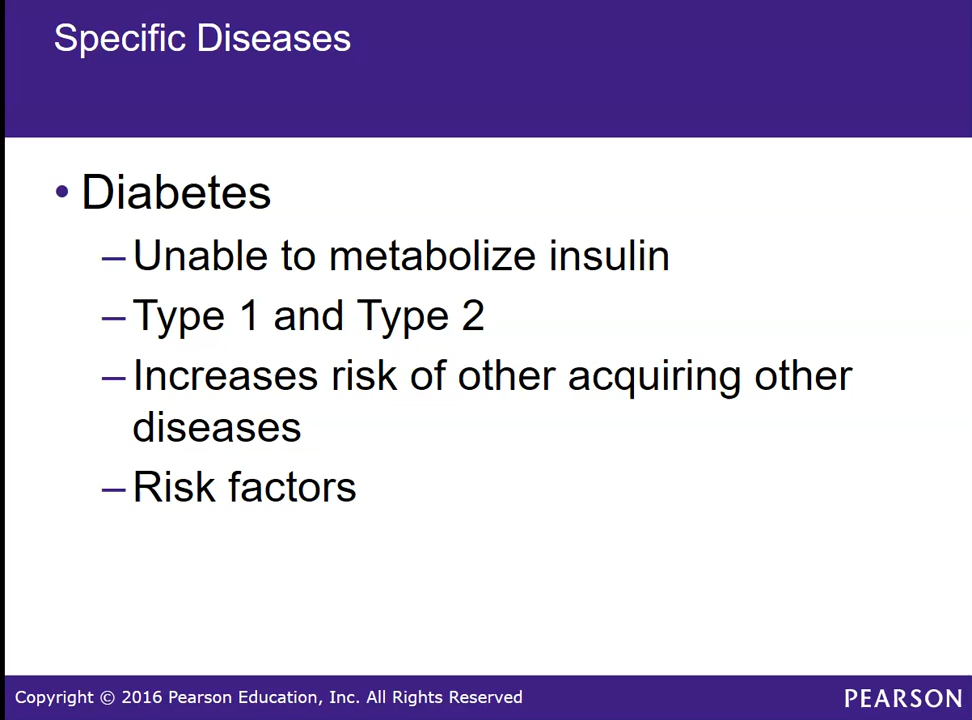 Specific Diseases
• Diabetes
– Unable to metabolize insulin
– Type 1 and Type 2
– Increases risk of other acquiring other
diseases
– Risk factors
Copyright © 2016 Pearson Education, Inc. All Rights Reserved
PEARSON